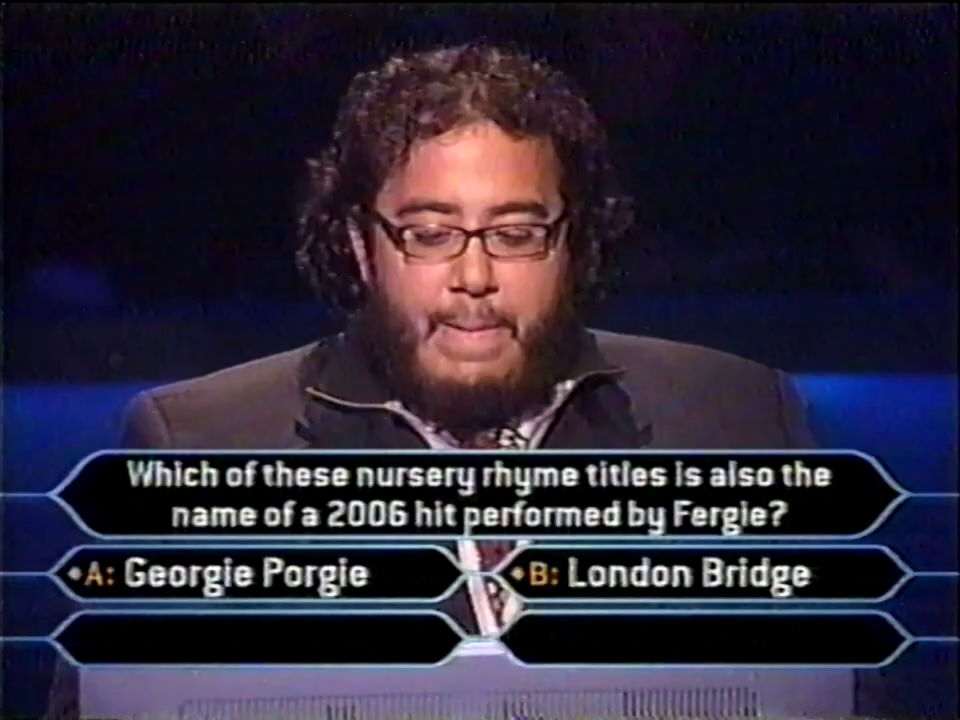 Which of these nursery rhyme titles is also the
name of a 2006 hit performed by Fergie?
A: Georgie Porgie
B: London Bridge